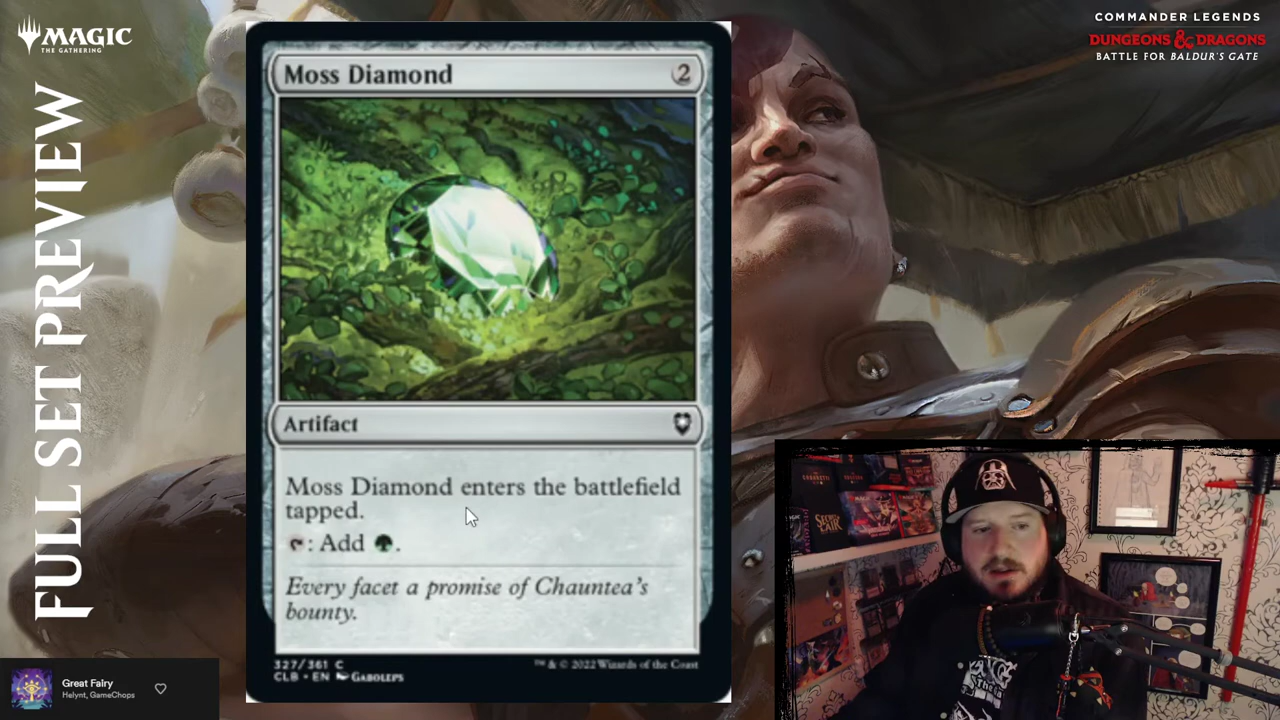 MAGIC
THE GATHERING
FULL SET PREVIEW
COMMANDER LEGENDS
DUNGEONS & DRAGONS
BATTLE FOR BALDUR'S GATE
Moss Diamond 2
Artifact
Moss Diamond enters the battlefield
tapped.
: Add .
Every facet a promise of Chauntea's
bounty.
327/361 C
CLB • EN GABOLEPS
™ & © 2022 Wizards of the Coast
Great Fairy
Helynt, GameChops